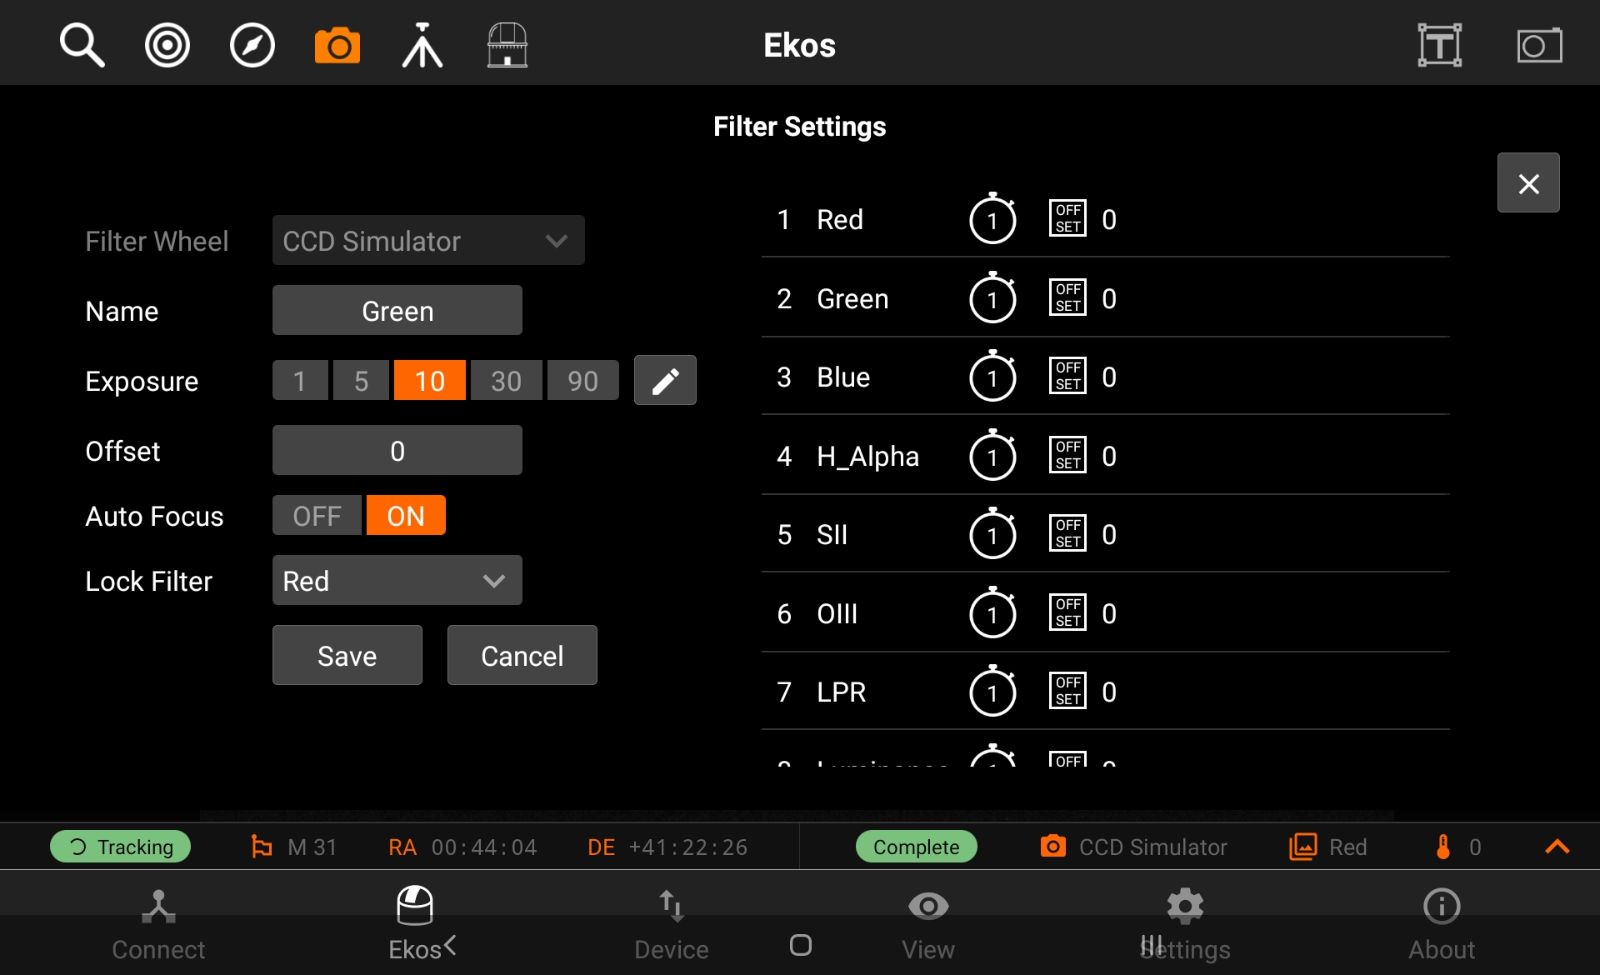 Ekos
T
Filter Settings
Filter Wheel CCD Simulator
Name Green
Exposure 1 5 10 30 90
Offset 0
Auto Focus OFF ON
Lock Filter Red
Save Cancel
1 Red 1 OFF SET 0
2 Green 1 OFF SET 0
3 Blue 1 OFF SET 0
4 H_Alpha 1 OFF SET 0
5 SII 1 OFF SET 0
6 OIII 1 OFF SET 0
7 LPR 1 OFF SET 0
OFF
Tracking M 31 RA 00:44:04 DE +41:22:26 Complete CCD Simulator Red 0
Connect Ekos Device View Settings About